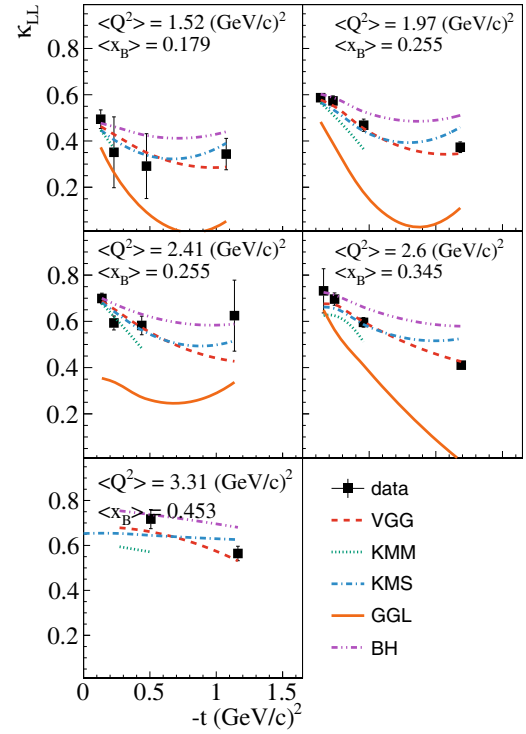 κ_LL
<Q²> = 1.52 (GeV/c)²
<x_B> = 0.179
<Q²> = 1.97 (GeV/c)²
<x_B> = 0.255
0.8
0.6
0.4
0.2
<Q²> = 2.41 (GeV/c)²
<x_B> = 0.255
<Q²> = 2.6 (GeV/c)²
<x_B> = 0.345
0.8
0.6
0.4
0.2
<Q²> = 3.31 (GeV/c)²
<x_B> = 0.453
0.8
0.6
0.4
0.2
0 0.5 1 1.5
-t (GeV/c)²
data
VGG
KMM
KMS
GGL
BH